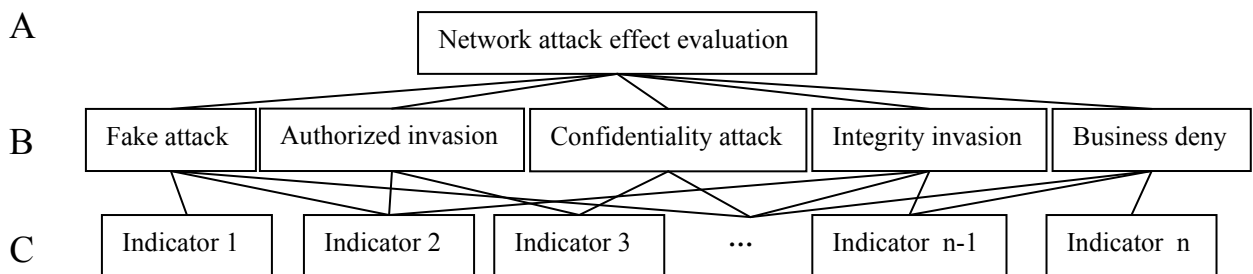 A
Network attack effect evaluation
B
Fake attack
Authorized invasion
Confidentiality attack
Integrity invasion
Business deny
C
Indicator 1
Indicator 2
Indicator 3
...
Indicator n-1
Indicator n